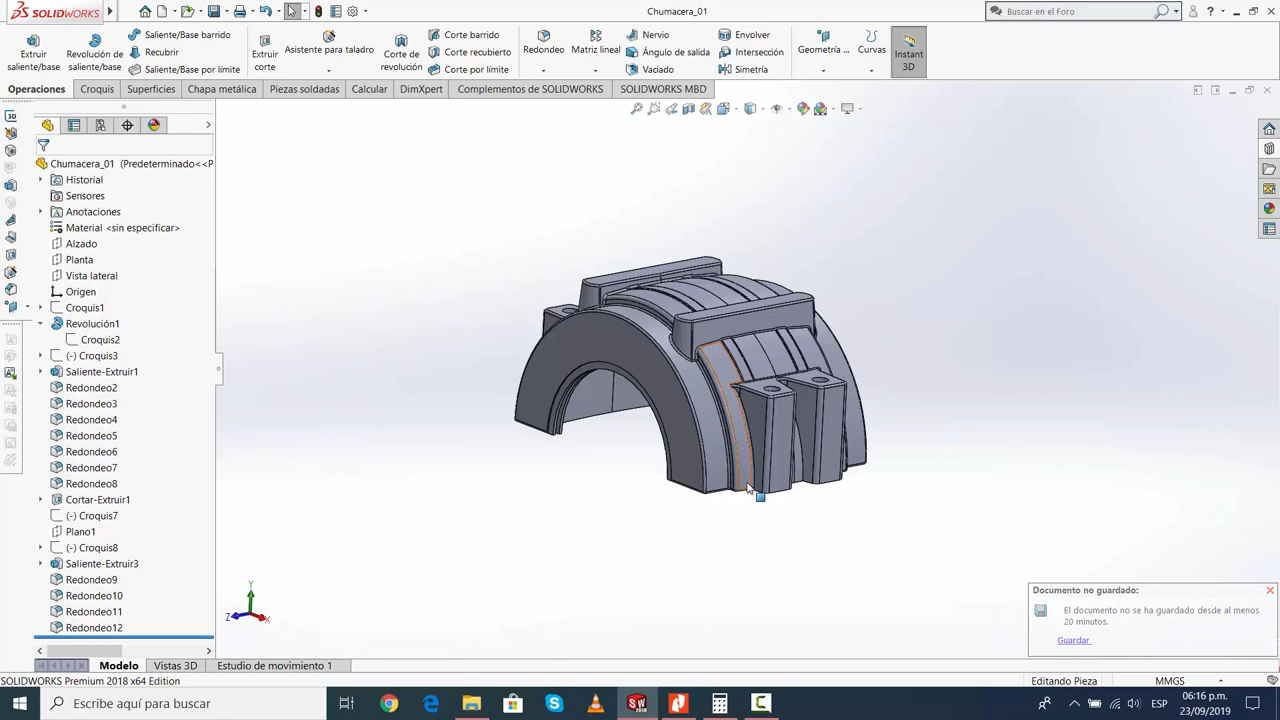 SOLIDWORKS
Chumacera_01
Buscar en el Foro
Extruir saliente/base
Revolución de saliente/base
Saliente/Base barrido
Recubrir
Saliente/Base por límite
Extruir corte
Asistente para taladro
Corte de revolución
Corte barrido
Corte recubierto
Corte por límite
Redondeo
Matriz lineal
Nervio
Ángulo de salida
Vaciado
Envolver
Intersección
Simetría
Geometría ...
Curvas
Instant 3D
Operaciones
Croquis
Superficies
Chapa metálica
Piezas soldadas
Calcular
DimXpert
Complementos de SOLIDWORKS
SOLIDWORKS MBD
Chumacera_01 (Predeterminado<<P
Historial
Sensores
Anotaciones
Material <sin especificar>
Alzado
Planta
Vista lateral
Origen
Croquis1
Revolución1
Croquis2
(-) Croquis3
Saliente-Extruir1
Redondeo2
Redondeo3
Redondeo4
Redondeo5
Redondeo6
Redondeo7
Redondeo8
Cortar-Extruir1
(-) Croquis7
Plano1
(-) Croquis8
Saliente-Extruir3
Redondeo9
Redondeo10
Redondeo11
Redondeo12
Y
Z
X
Documento no guardado:
El documento no se ha guardado desde al menos
20 minutos.
Guardar
Modelo
Vistas 3D
Estudio de movimiento 1
SOLIDWORKS Premium 2018 x64 Edition
Editando Pieza
MMGS
Escribe aquí para buscar
ESP
06:16 p.m.
23/09/2019